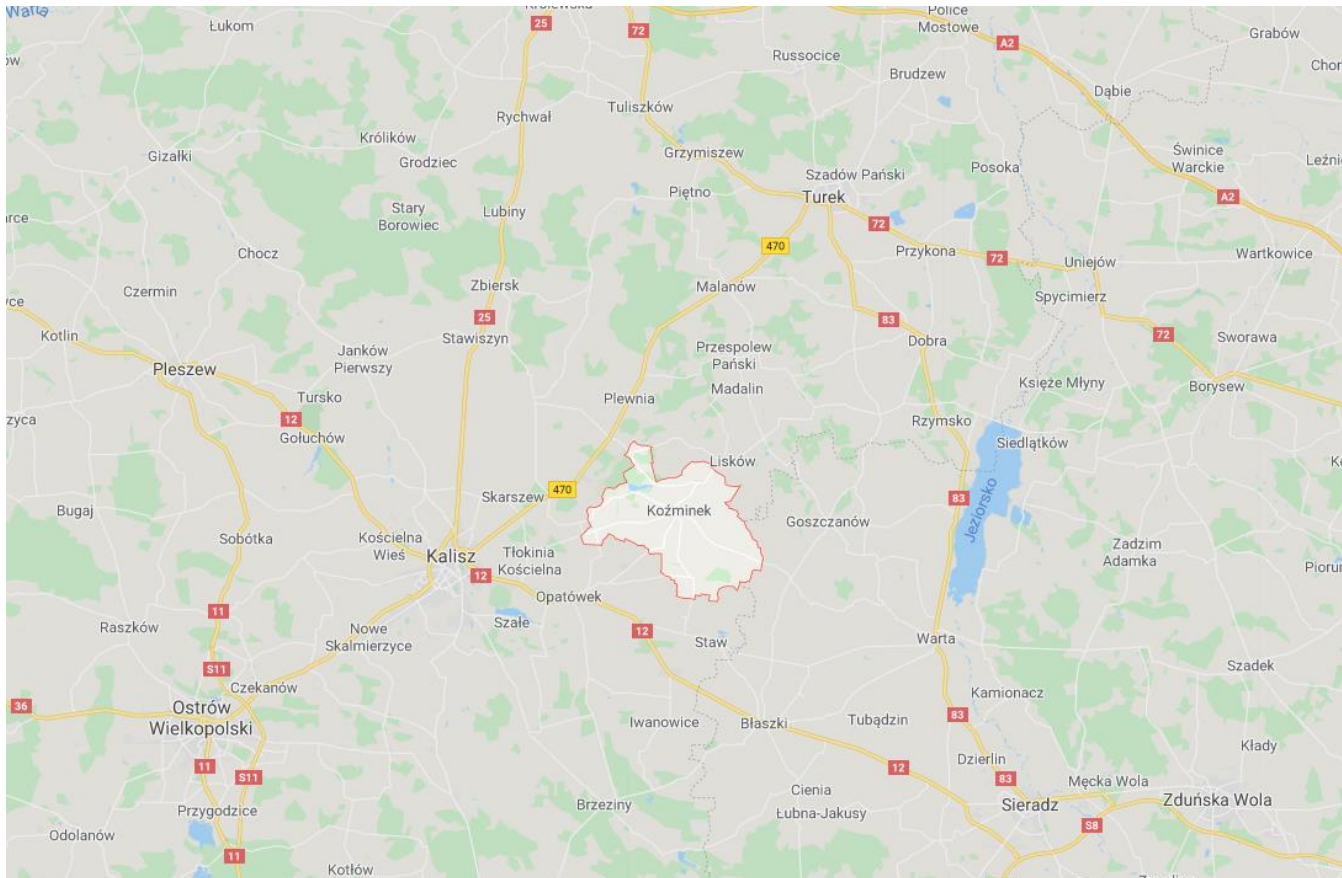 Warta
Łukom
25
72
Police
Mostowe
A2
Grabów
Russocice
Brudzew
Dąbie
Tuliszków
Rychwał
Królików
Grodziec
Gizałki
Grzymiszew
Szadów Pański
Posoka
Świnice
Warckie
Piętno
Turek
A2
Stary
Borowiec
Lubiny
72
470
Przykona
72
Chocz
Uniejów
Wartkowice
Zbiersk
Malanów
Czermin
Spycimierz
25
83
72
Kotlin
Stawiszyn
Dobra
Sworawa
Janków
Pierwszy
Przespolew
Pański
Pleszew
Madalin
Księże Młyny
Borysew
Tursko
Plewnia
12
Gołuchów
Rzymsko
Siedlątków
Lisków
470
Skarszew
83
Bugaj
Koźminek
Goszczanów
Jeziorsko
Sobótka
Kościelna
Wieś
Kalisz
Tłokinia
Kościelna
Zadzim
Adamka
12
Opatówek
11
Szałe
Raszków
Nowe
Skalmierzyce
12
Staw
Warta
S11
Szadek
Czekanów
Kamionacz
36
Ostrów
Wielkopolski
Iwanowice
Błaszki
Tubądzin
83
Kłady
Dzierlin
11
S11
12
83
Męcka Wola
Cienia
Łubna-Jakusy
Przygodzice
Brzeziny
Sieradz
Zduńska Wola
Odolanów
S8
11
Kotłów